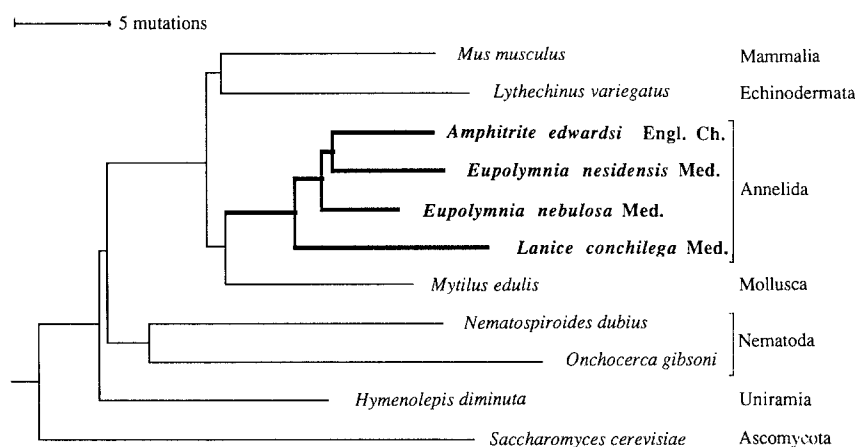 5 mutations
Mus musculus Mammalia
Lythechinus variegatus Echinodermata
Amphitrite edwardsi Engl. Ch.
Eupolymnia nesidensis Med.
Annelida
Eupolymnia nebulosa Med.
Lanice conchilega Med.
Mytilus edulis Mollusca
Nematospiroides dubius
Nematoda
Onchocerca gibsoni
Hymenolepis diminuta Uniramia
Saccharomyces cerevisiae Ascomycota